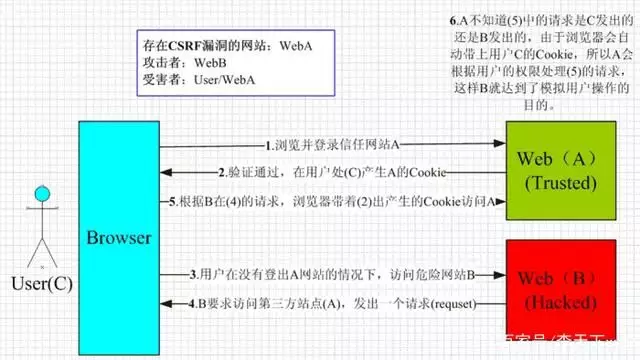 存在CSRF漏洞的网站：WebA
攻击者：WebB
受害者：User/WebA
6.A不知道(5)中的请求是C发出的
还是B发出的，由于浏览器会自
动带上用户C的Cookie，所以A会
根据用户的权限处理(5)的请求，
这样B就达到了模拟用户操作的
目的。
1.浏览并登录信任网站A
2.验证通过，在用户处(C)产生A的Cookie
5.根据B在(4)的请求，浏览器带着(2)出产生的Cookie访问A
Web（A）
(Trusted)
Browser
User(C)
3.用户在没有登出A网站的情况下，访问危险网站B
4.B要求访问第三方站点(A)，发出一个请求(requset)
Web（B）
(Hacked)